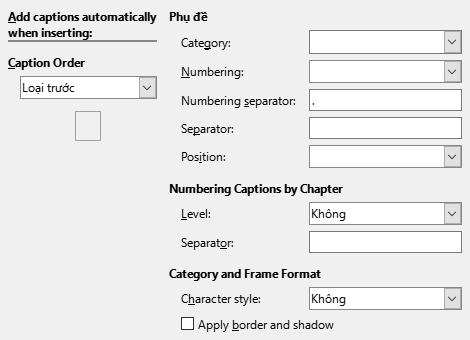 Add captions automatically
when inserting:
Caption Order
Loại trước
Phụ đề
Category:
Numbering:
Numbering separator: .
Separator:
Position:
Numbering Captions by Chapter
Level: Không
Separator:
Category and Frame Format
Character style: Không
Apply border and shadow